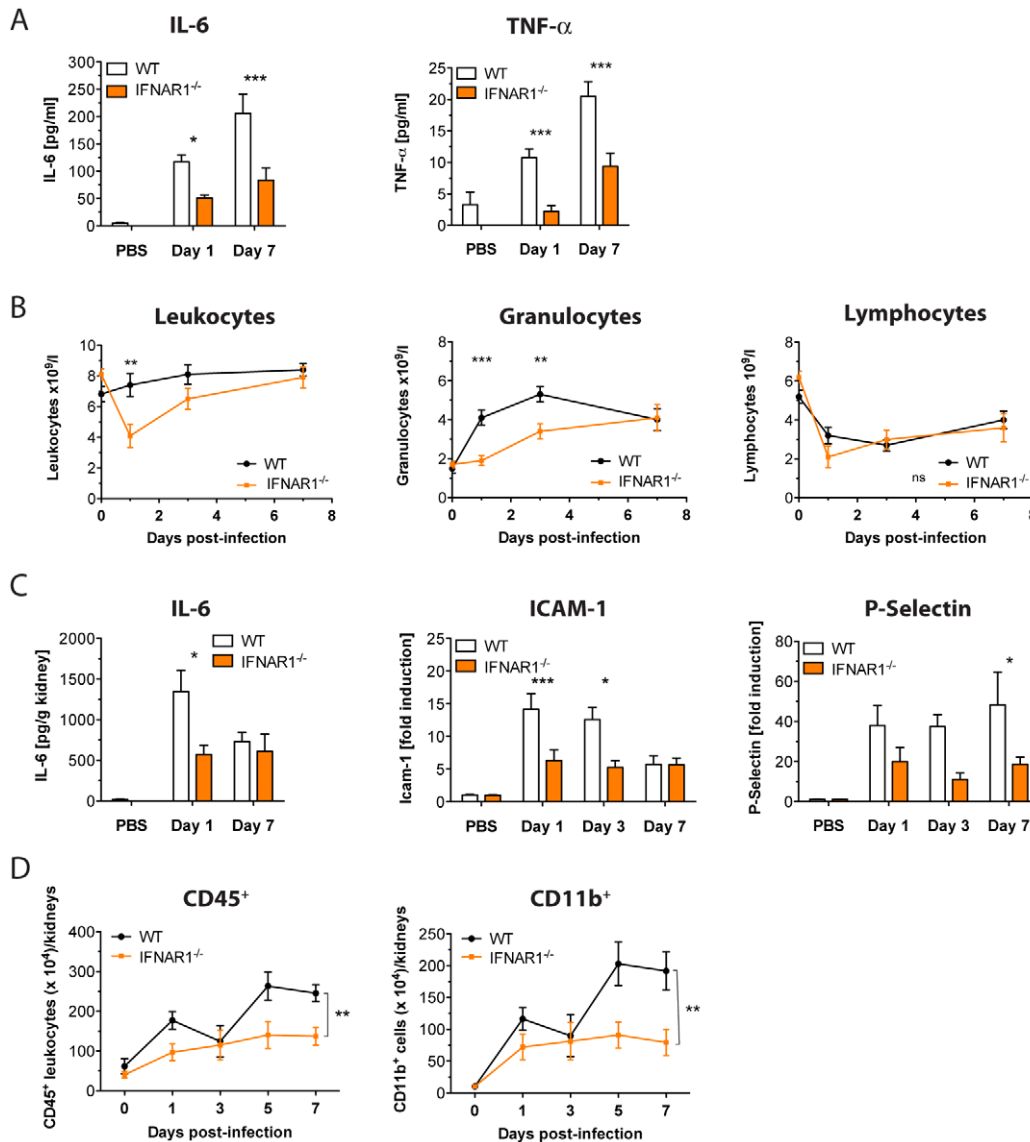 A
IL-6
IL-6 [pg/ml]
300
250
200
150
100
50
0
WT
IFNAR1-/-
*
***
PBS Day 1 Day 7
TNF-α
TNF-α [pg/ml]
25
20
15
10
5
0
WT
IFNAR1-/-
***
***
PBS Day 1 Day 7
B
Leukocytes
Leukocytes x10⁹/l
10
8
6
4
2
0
**
WT
IFNAR1-/-
0 2 4 6 8
Days post-infection
Granulocytes
Granulocytes x10⁹/l
8
6
4
2
0
***
**
WT
IFNAR1-/-
0 2 4 6 8
Days post-infection
Lymphocytes
Lymphocytes 10⁹/l
8
6
4
2
0
ns
WT
IFNAR1-/-
0 2 4 6 8
Days post-infection
C
IL-6
IL-6 [pg/g kidney]
2000
1500
1000
500
0
WT
IFNAR1-/-
*
PBS Day 1 Day 7
ICAM-1
Icam-1 [fold induction]
25
20
15
10
5
0
WT
IFNAR1-/-
***
*
PBS Day 1 Day 3 Day 7
P-Selectin
P-Selectin [fold induction]
80
60
40
20
0
WT
IFNAR1-/-
*
PBS Day 1 Day 3 Day 7
D
CD45⁺
CD45⁺ leukocytes (x 10⁴)/kidneys
400
300
200
100
0
WT
IFNAR1-/-
**
0 1 3 5 7
Days post-infection
CD11b⁺
CD11b⁺ cells (x 10⁴)/kidneys
250
200
150
100
50
0
WT
IFNAR1-/-
**
0 1 3 5 7
Days post-infection